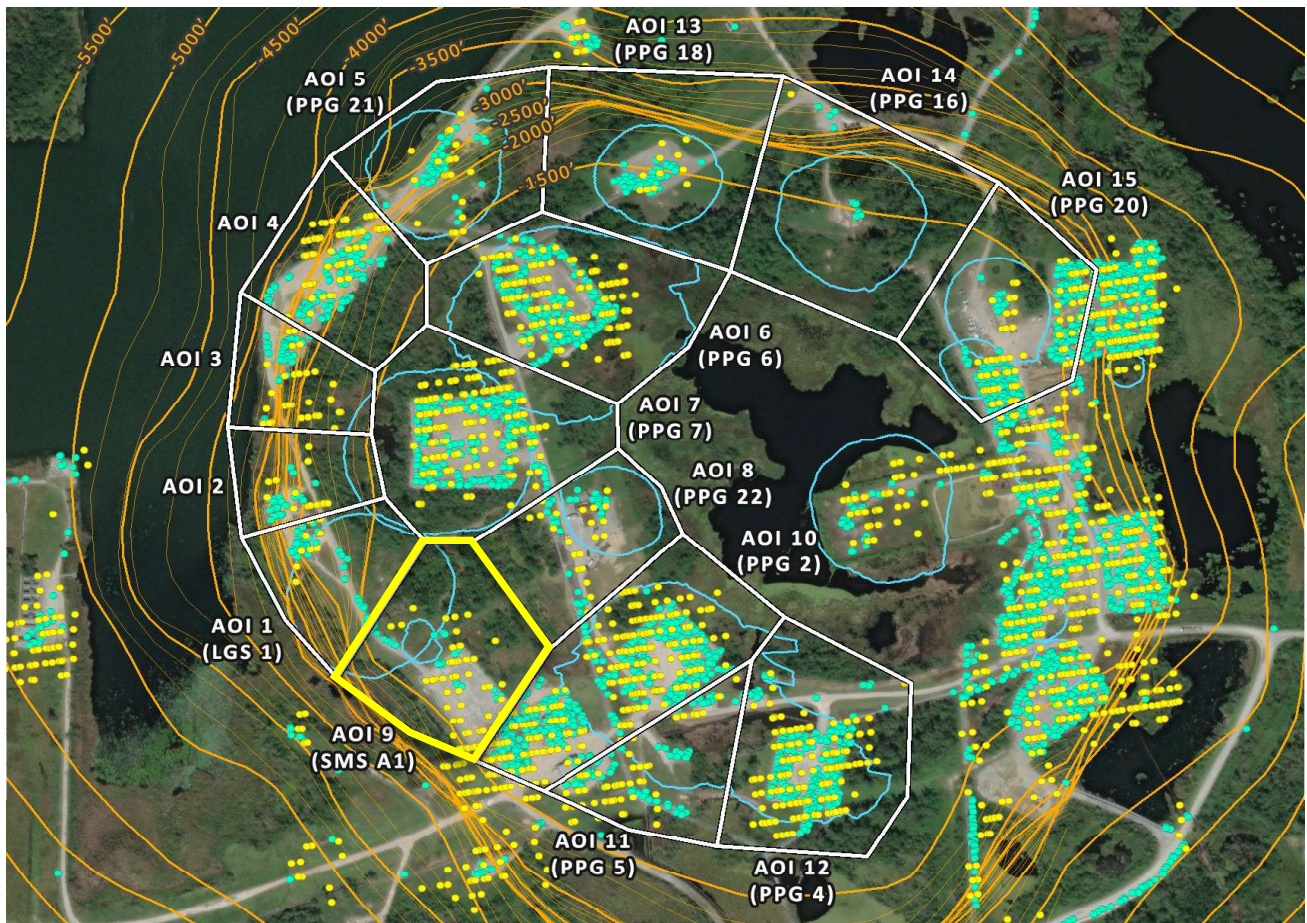 -5500'
-5000'
-4500'
-4000'
-3500'
-3000'
-2500'
-2000'
-1500'
AOI 13
(PPG 18)
AOI 5
(PPG 21)
AOI 14
(PPG 16)
AOI 15
(PPG 20)
AOI 4
AOI 3
AOI 6
(PPG 6)
AOI 7
(PPG 7)
AOI 2
AOI 8
(PPG 22)
AOI 10
(PPG 2)
AOI 1
(LGS 1)
AOI 9
(SMS A1)
AOI 11
(PPG 5)
AOI 12
(PPG 4)